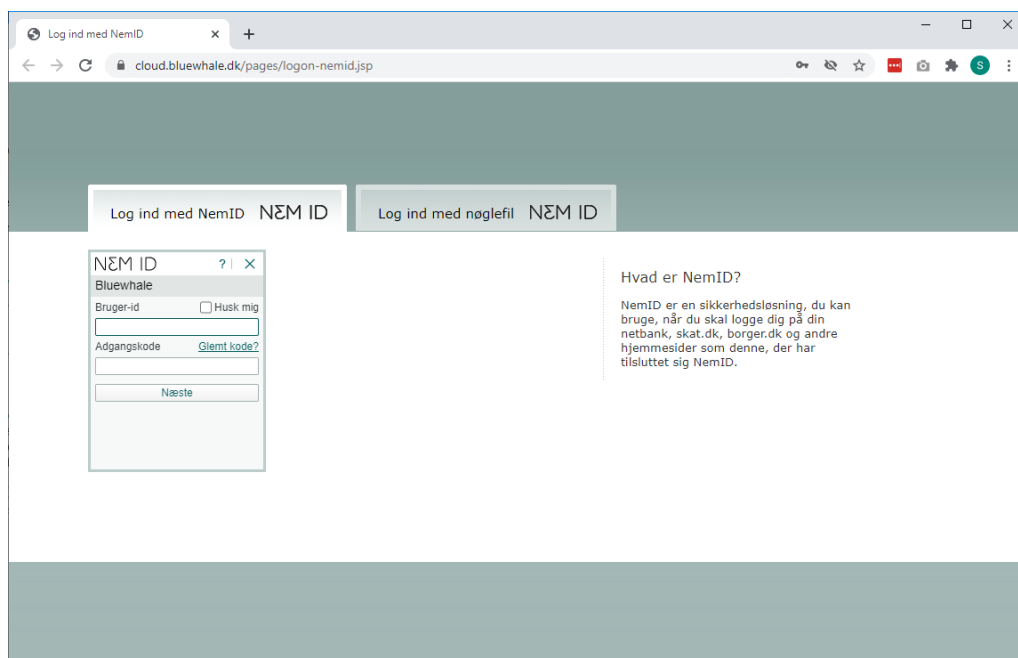 Log ind med NemID
cloud.bluewhale.dk/pages/logon-nemid.jsp
S
Log ind med NemID NEM ID
Log ind med nøglefil NEM ID
NEM ID ?
Bluewhale
Bruger-id Husk mig
Adgangskode Glemt kode?
Næste
Hvad er NemID?
NemID er en sikkerhedsløsning, du kan
bruge, når du skal logge dig på din
netbank, skat.dk, borger.dk og andre
hjemmesider som denne, der har
tilsluttet sig NemID.